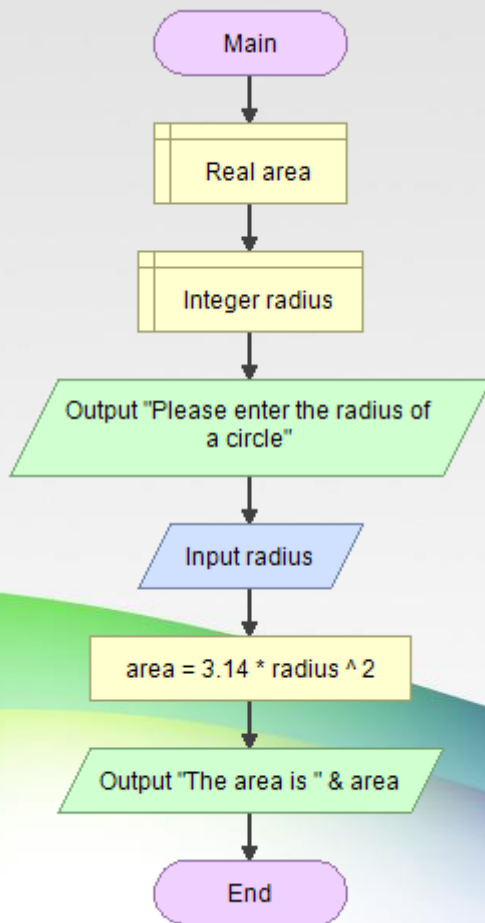 Main
Real area
Integer radius
Output "Please enter the radius of
a circle"
Input radius
area = 3.14 * radius ^ 2
Output "The area is " & area
End